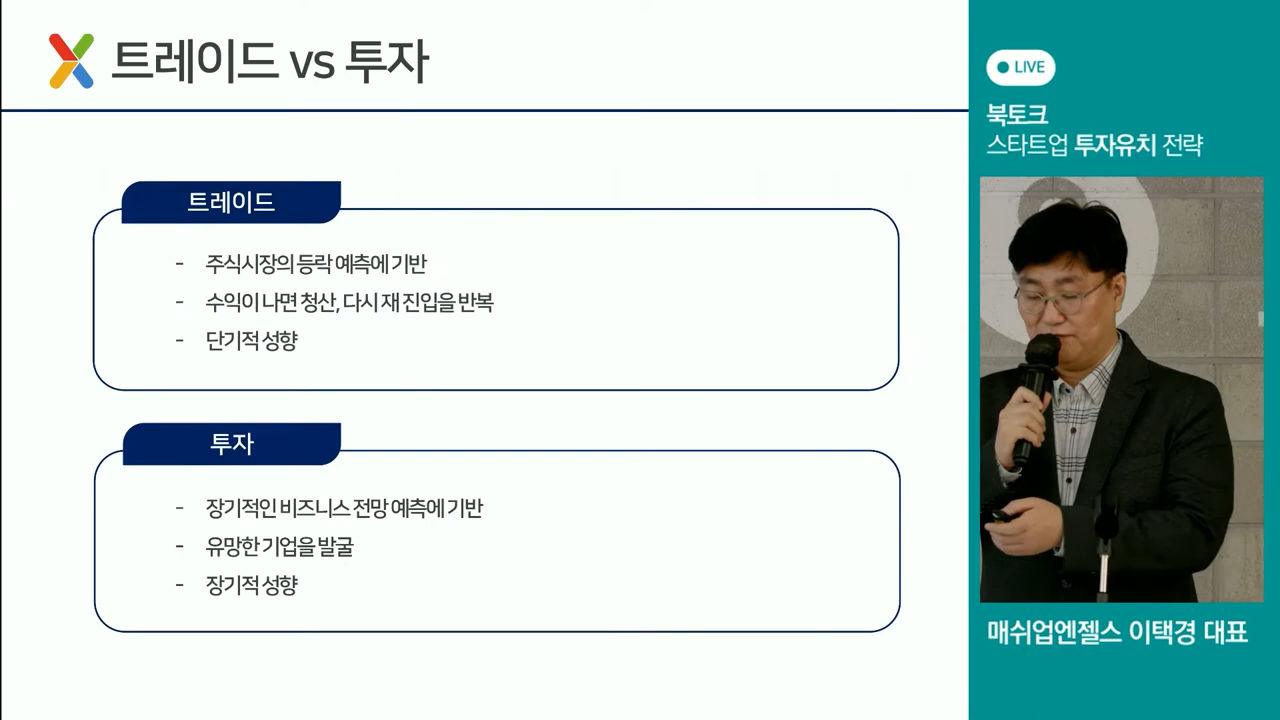 트레이드 vs 투자
트레이드
- 주식시장의 등락 예측에 기반
- 수익이 나면 청산, 다시 재 진입을 반복
- 단기적 성향
투자
- 장기적인 비즈니스 전망 예측에 기반
- 유망한 기업을 발굴
- 장기적 성향
LIVE
북토크
스타트업 투자유치 전략
매쉬업엔젤스 이택경 대표